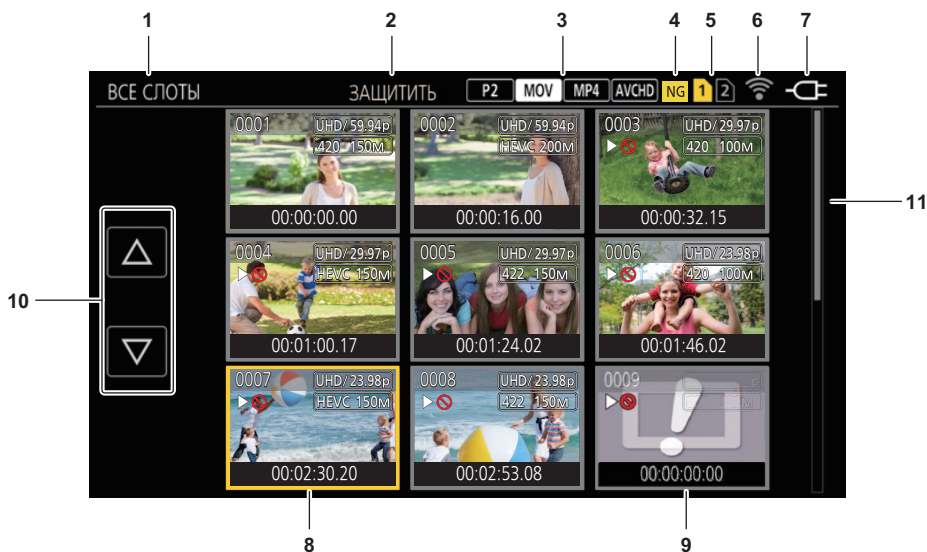 1 2 3 4 5 6 7
ВСЕ СЛОТЫ ЗАЩИТИТЬ P2 MOV MP4 AVCHD NG 1 2
0001 UHD/59.94p 0002 UHD/59.94p 0003 UHD/29.97p
420 150M HEVC 200M 420 100M
00:00:00.00 00:00:16.00 00:00:32.15
11
0004 UHD/29.97p 0005 UHD/29.97p 0006 UHD/23.98p
HEVC 150M 422 150M 420 100M
10
00:01:00.17 00:01:24.02 00:01:46.02
0007 UHD/23.98p 0008 UHD/23.98p 0009
HEVC 150M 422 150M
00:02:30.20 00:02:53.08 00:00:00:00
8 9